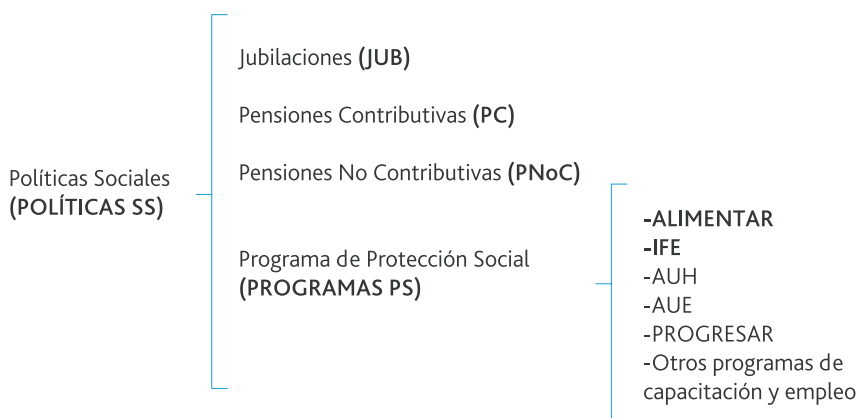 Políticas Sociales
(POLÍTICAS SS)
Jubilaciones (JUB)
Pensiones Contributivas (PC)
Pensiones No Contributivas (PNoC)
Programa de Protección Social
(PROGRAMAS PS)
-ALIMENTAR
-IFE
-AUH
-AUE
-PROGRESAR
-Otros programas de
capacitación y empleo